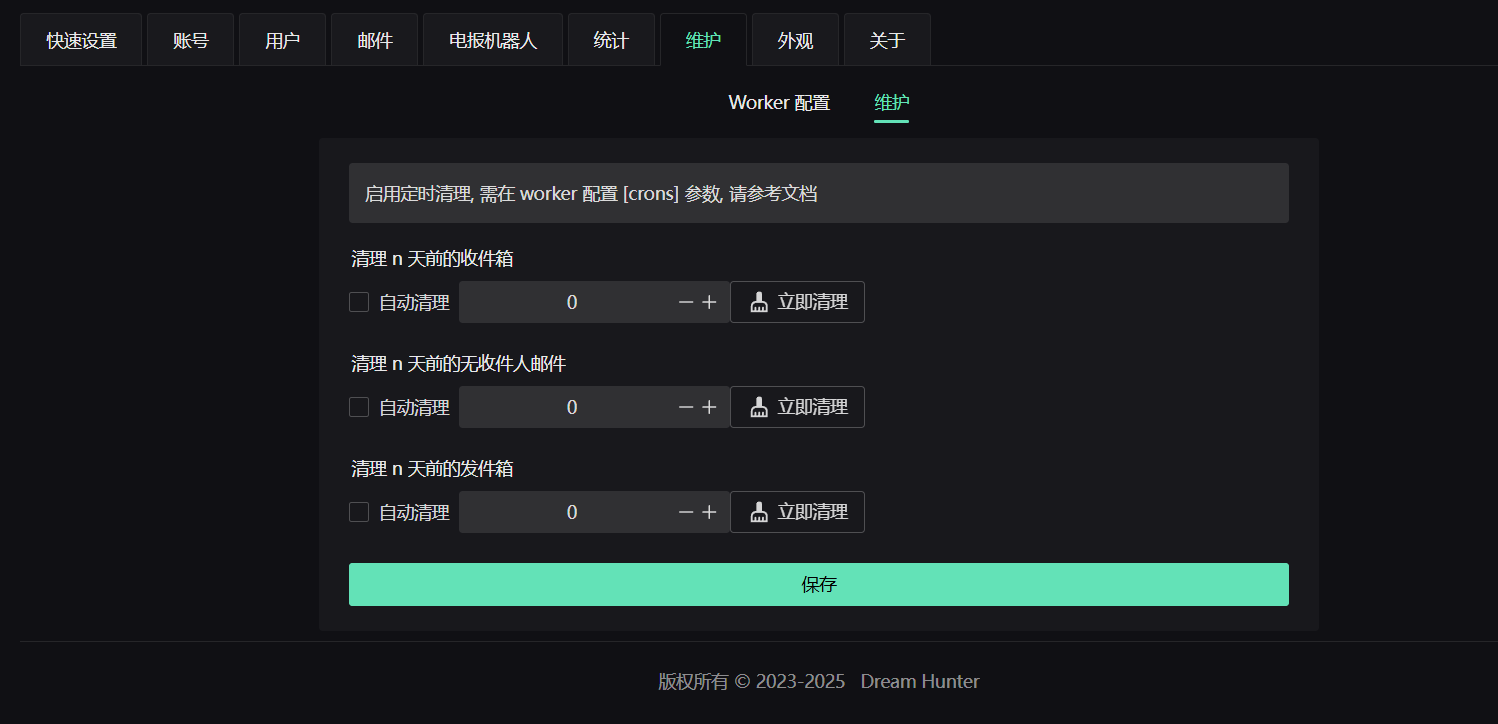 快速设置 账号 用户 邮件 电报机器人 统计 维护 外观 关于
Worker 配置 维护
启用定时清理, 需在 worker 配置 [crons] 参数, 请参考文档
清理 n 天前的收件箱
自动清理 0 立即清理
清理 n 天前的无收件人邮件
自动清理 0 立即清理
清理 n 天前的发件箱
自动清理 0 立即清理
保存
版权所有 © 2023-2025 Dream Hunter